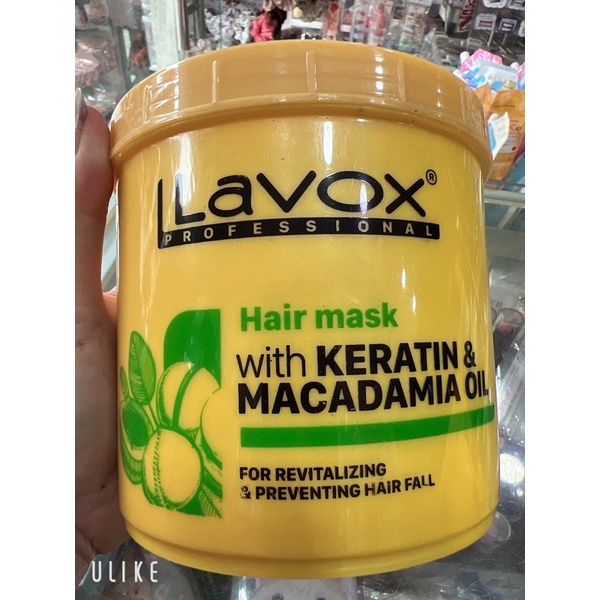 Lavox®
PROFESSIONAL
Hair mask
with KERATIN &
MACADAMIA OIL
FOR REVITALIZING
& PREVENTING HAIR FALL
ULIKE